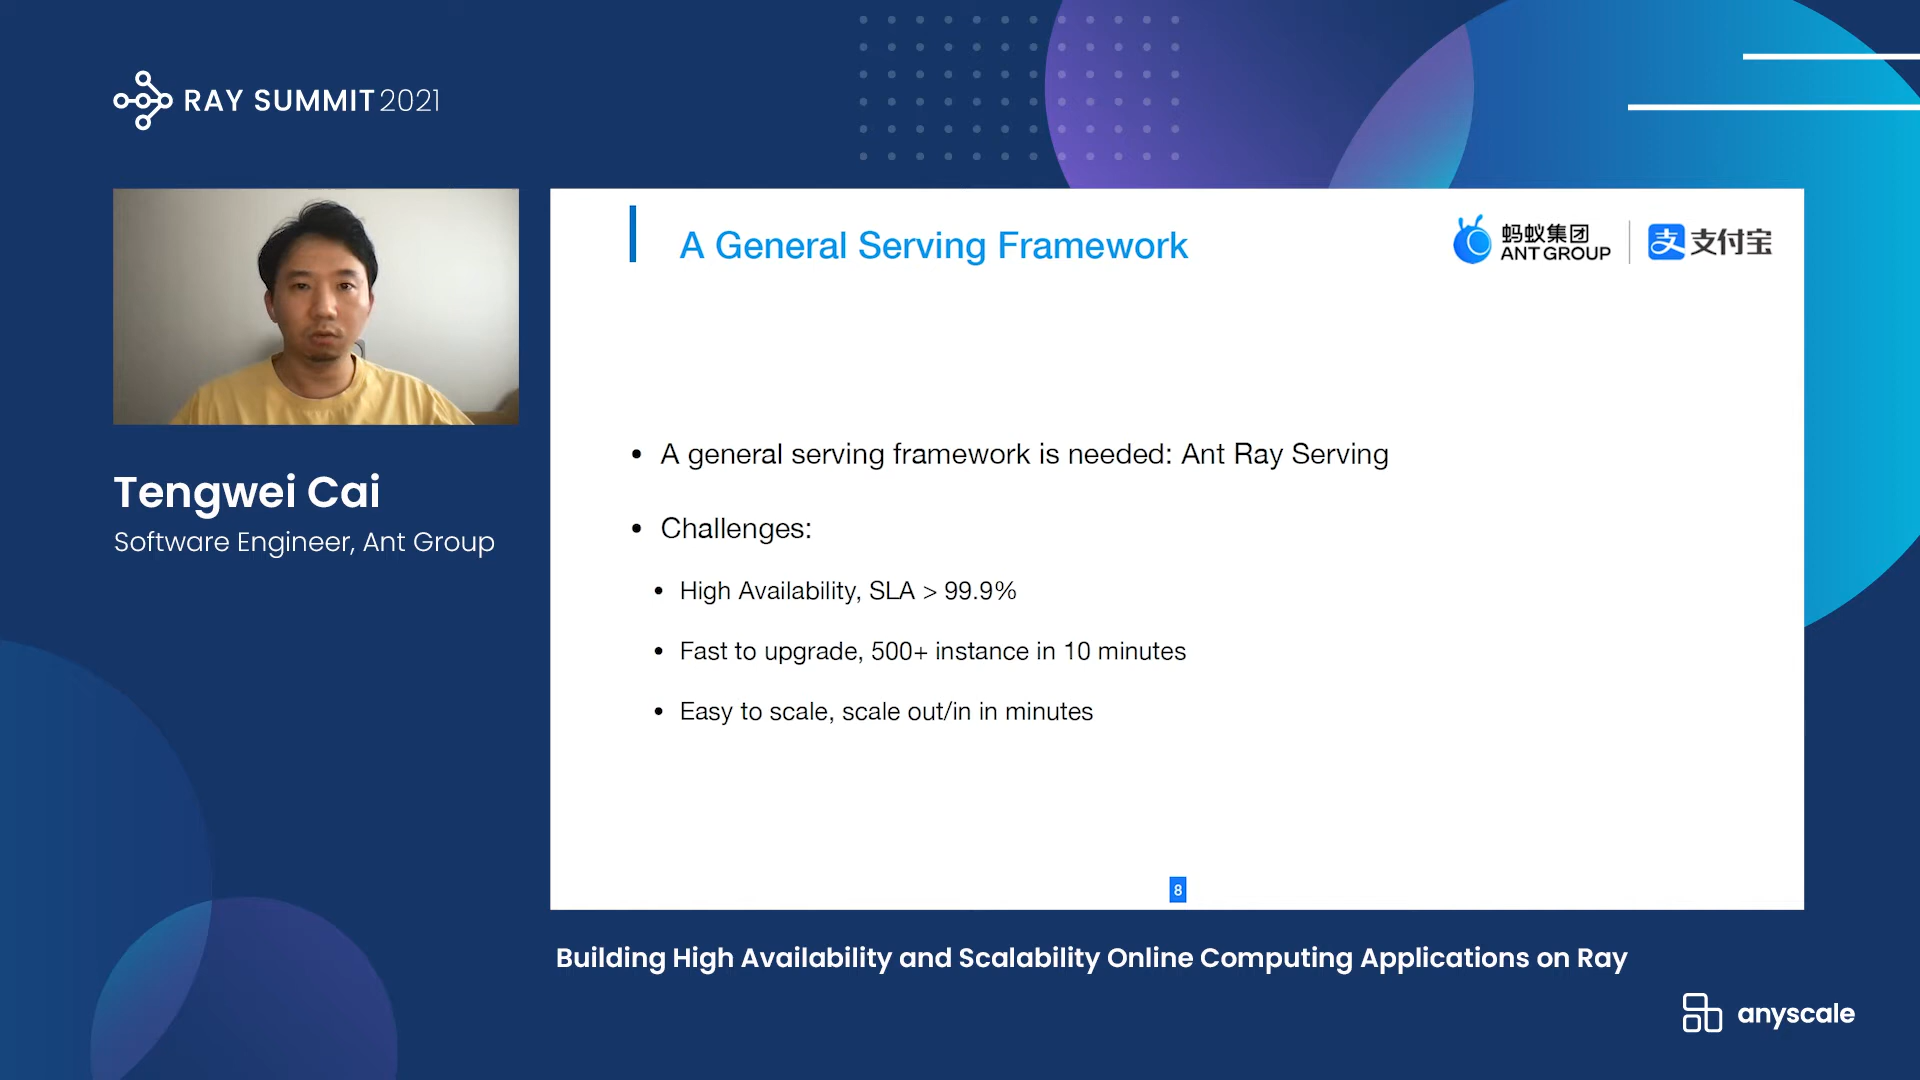 RAY SUMMIT 2021
A General Serving Framework
蚂蚁集团
ANT GROUP
支 支付宝
• A general serving framework is needed: Ant Ray Serving
• Challenges:
• High Availability, SLA > 99.9%
• Fast to upgrade, 500+ instance in 10 minutes
• Easy to scale, scale out/in in minutes
8
Tengwei Cai
Software Engineer, Ant Group
Building High Availability and Scalability Online Computing Applications on Ray
anyscale